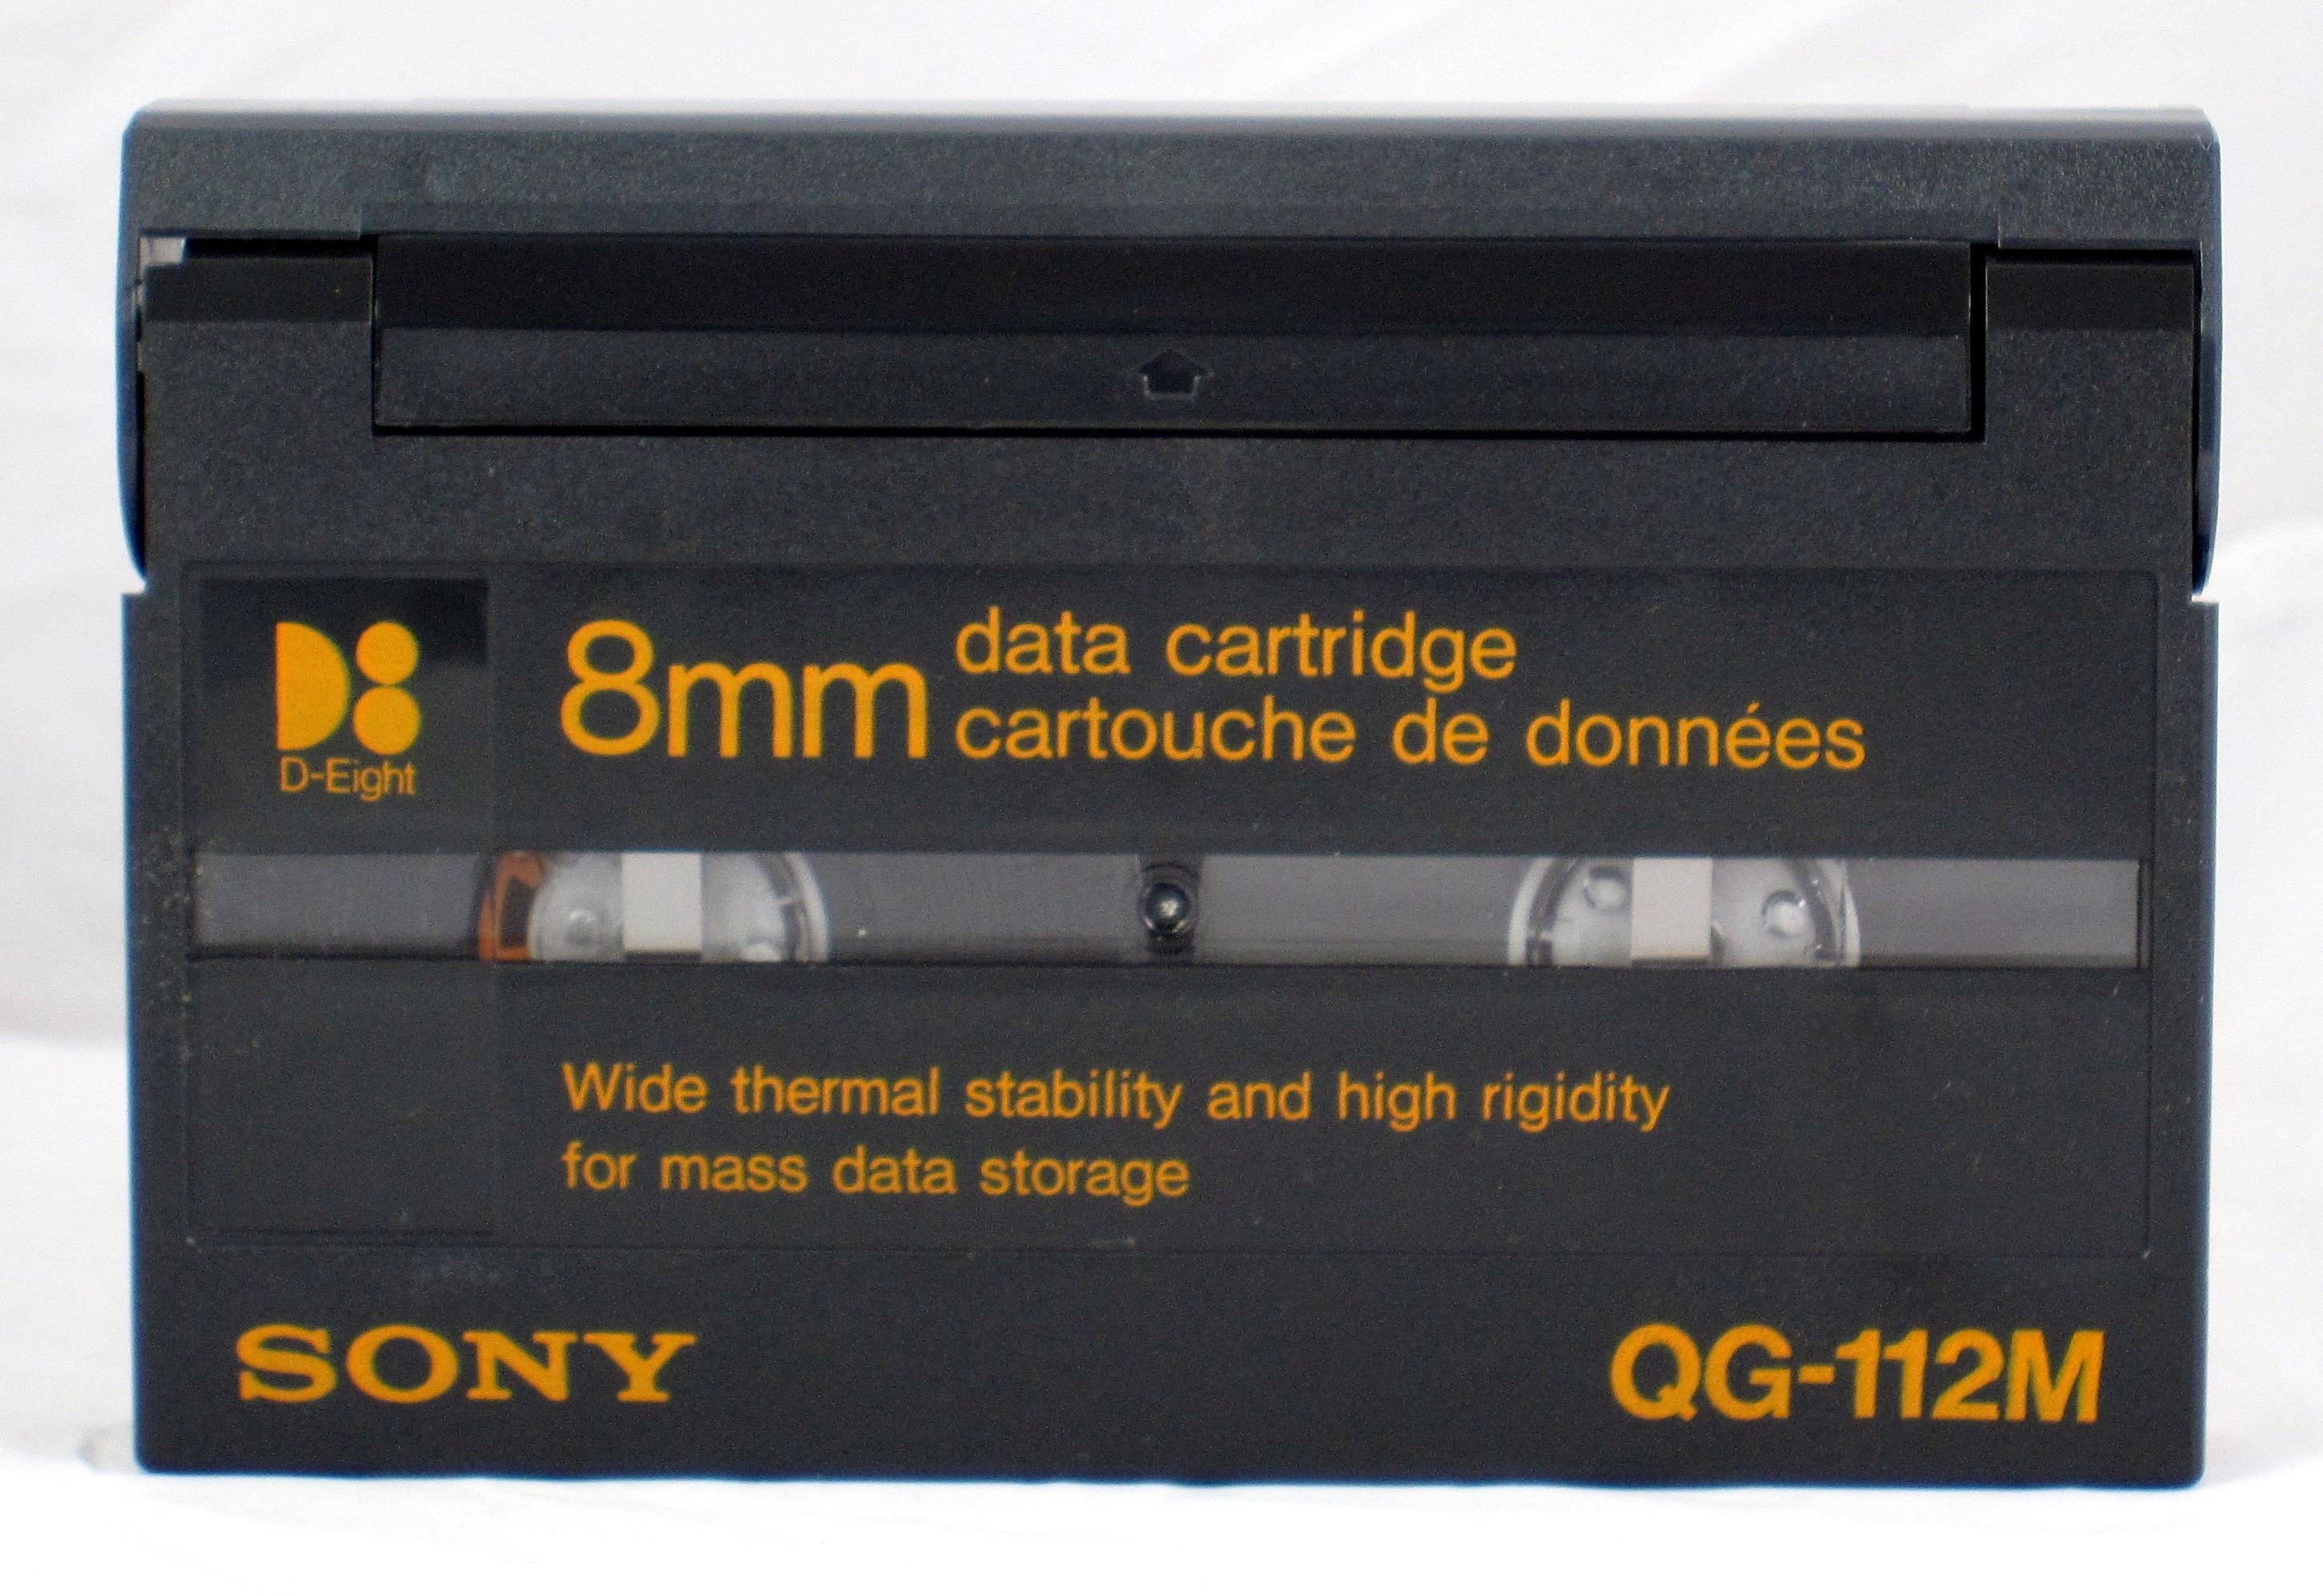 D8
D-Eight
8mm
data cartridge
cartouche de données
Wide thermal stability and high rigidity
for mass data storage
SONY
QG-112M